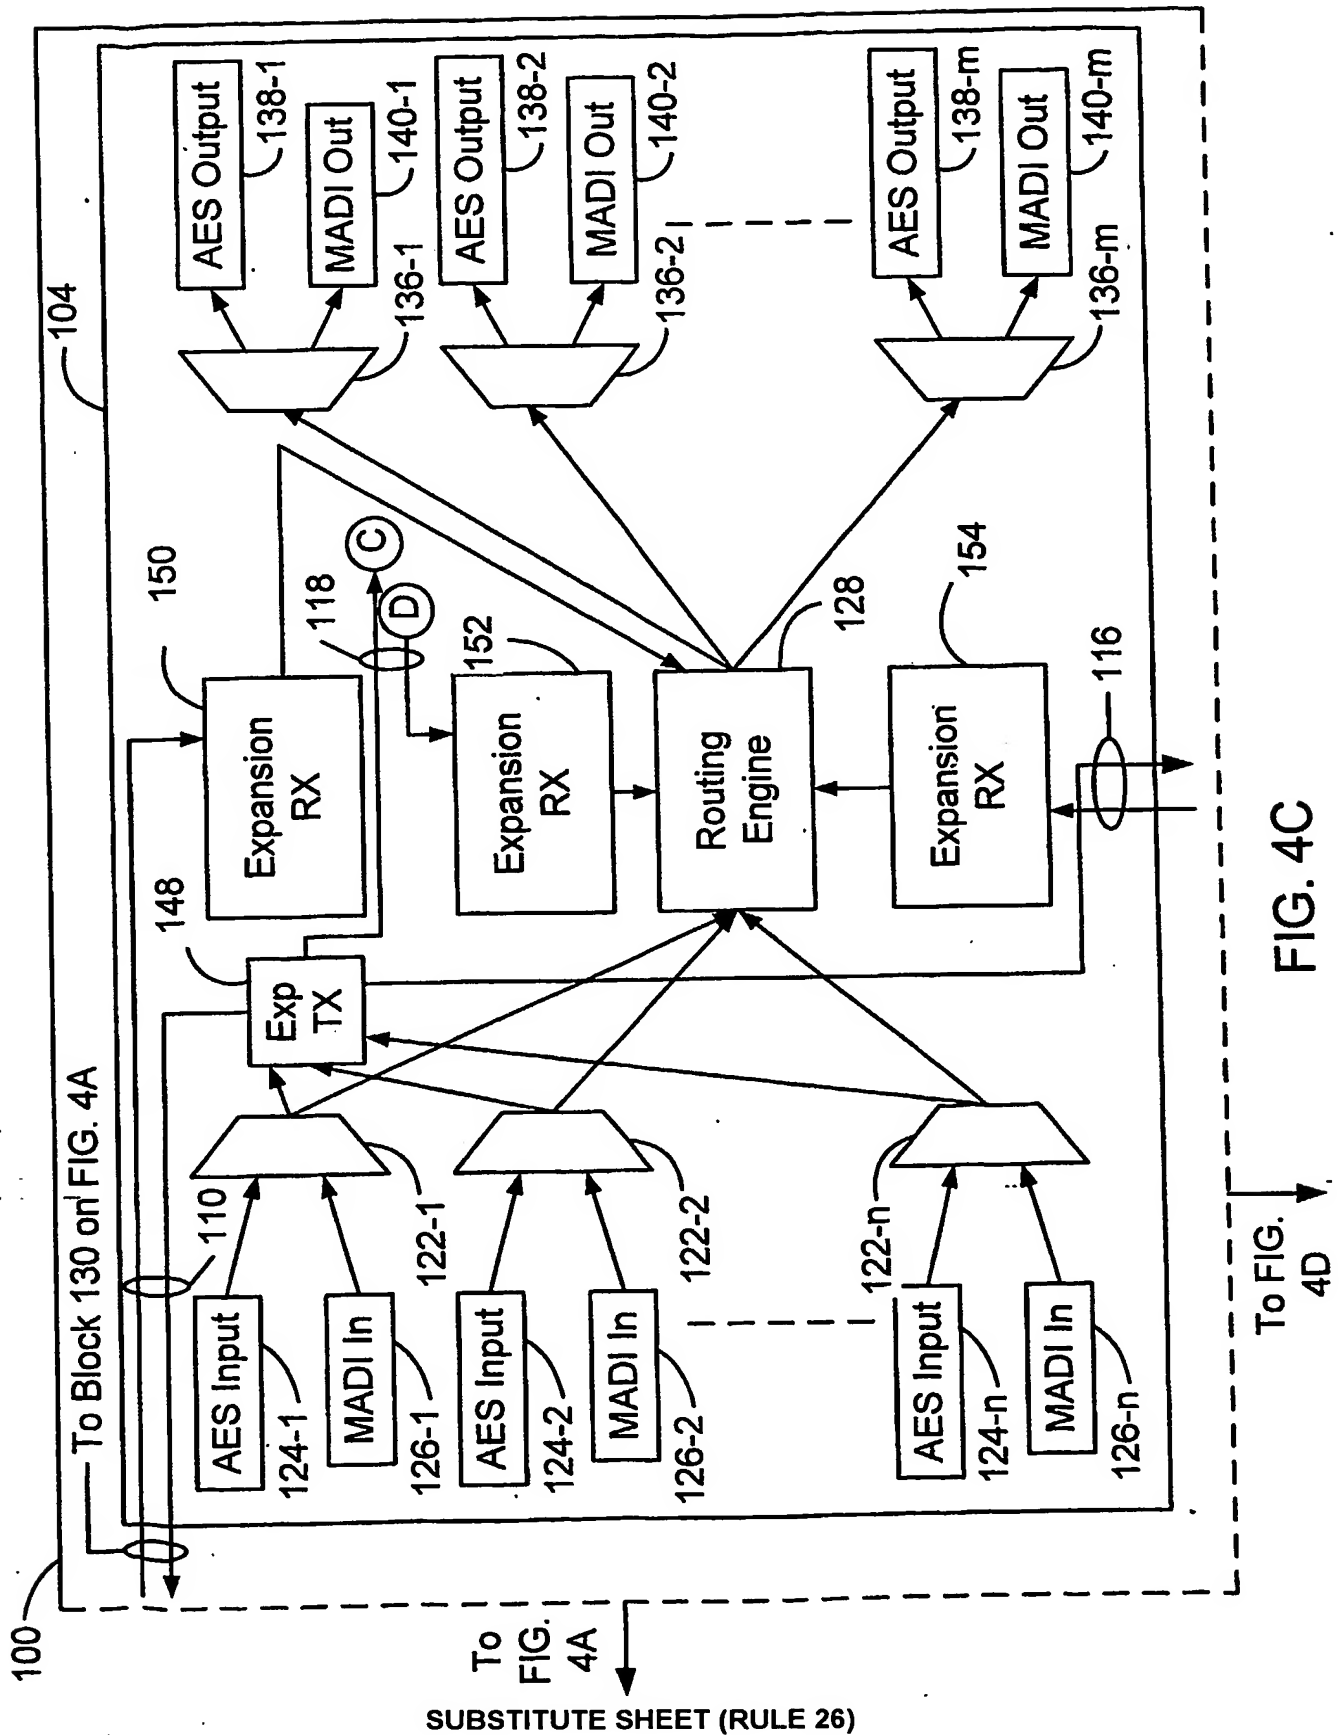 100
To Block 130 on FIG. 4A
110
104
AES Input
124-1
MADI In
126-1
122-1
AES Input
124-2
MADI In
126-2
122-2
AES Input
124-n
MADI In
126-n
122-n
148
Exp
TX
150
Expansion
RX
118
C
D
152
Expansion
RX
Routing
Engine
128
154
Expansion
RX
116
AES Output
138-1
MADI Out
140-1
136-1
AES Output
138-2
MADI Out
140-2
136-2
AES Output
138-m
MADI Out
140-m
136-m
To
FIG.
4A
To FIG.
4D
FIG. 4C
SUBSTITUTE SHEET (RULE 26)